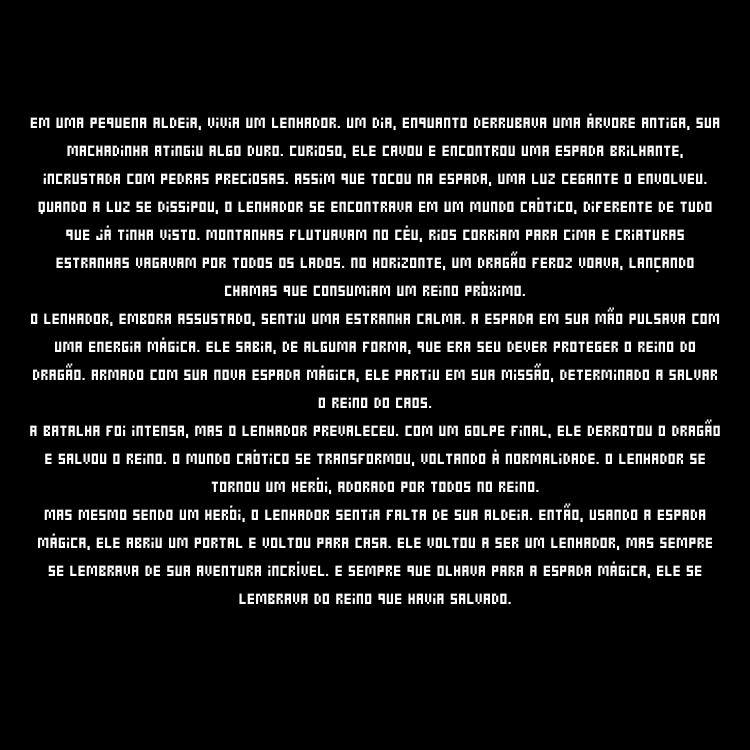 EM UMA PEQUENA ALDEIA, VIVIA UM LENHADOR. UM DIA, ENQUANTO DERRUBAVA UMA ÁRVORE ANTIGA, SUA
MACHADINHA ATINGIU ALGO DURO. CURIOSO, ELE CAVOU E ENCONTROU UMA ESPADA BRILHANTE,
INCRUSTADA COM PEDRAS PRECIOSAS. ASSIM QUE TOCOU NA ESPADA, UMA LUZ CEGANTE O ENVOLVEU.
QUANDO A LUZ SE DISSIPOU, O LENHADOR SE ENCONTRAVA EM UM MUNDO CAÓTICO, DIFERENTE DE TUDO
QUE JÁ TINHA VISTO. MONTANHAS FLUTUAVAM NO CÉU, RIOS CORRIAM PARA CIMA E CRIATURAS
ESTRANHAS VAGAVAM POR TODOS OS LADOS. NO HORIZONTE, UM DRAGÃO FEROZ VOAVA, LANÇANDO
CHAMAS QUE CONSUMIAM UM REINO PRÓXIMO.
O LENHADOR, EMBORA ASSUSTADO, SENTIU UMA ESTRANHA CALMA. A ESPADA EM SUA MÃO PULSAVA COM
UMA ENERGIA MÁGICA. ELE SABIA, DE ALGUMA FORMA, QUE ERA SEU DEVER PROTEGER O REINO DO
DRAGÃO. ARMADO COM SUA NOVA ESPADA MÁGICA, ELE PARTIU EM SUA MISSÃO, DETERMINADO A SALVAR
O REINO DO CAOS.
A BATALHA FOI INTENSA, MAS O LENHADOR PREVALECEU. COM UM GOLPE FINAL, ELE DERROTOU O DRAGÃO
E SALVOU O REINO. O MUNDO CAÓTICO SE TRANSFORMOU, VOLTANDO À NORMALIDADE. O LENHADOR SE
TORNOU UM HERÓI, ADORADO POR TODOS NO REINO.
MAS MESMO SENDO UM HERÓI, O LENHADOR SENTIA FALTA DE SUA ALDEIA. ENTÃO, USANDO A ESPADA
MÁGICA, ELE ABRIU UM PORTAL E VOLTOU PARA CASA. ELE VOLTOU A SER UM LENHADOR, MAS SEMPRE
SE LEMBRAVA DE SUA AVENTURA INCRÍVEL. E SEMPRE QUE OLHAVA PARA A ESPADA MÁGICA, ELE SE
LEMBRAVA DO REINO QUE HAVIA SALVADO.